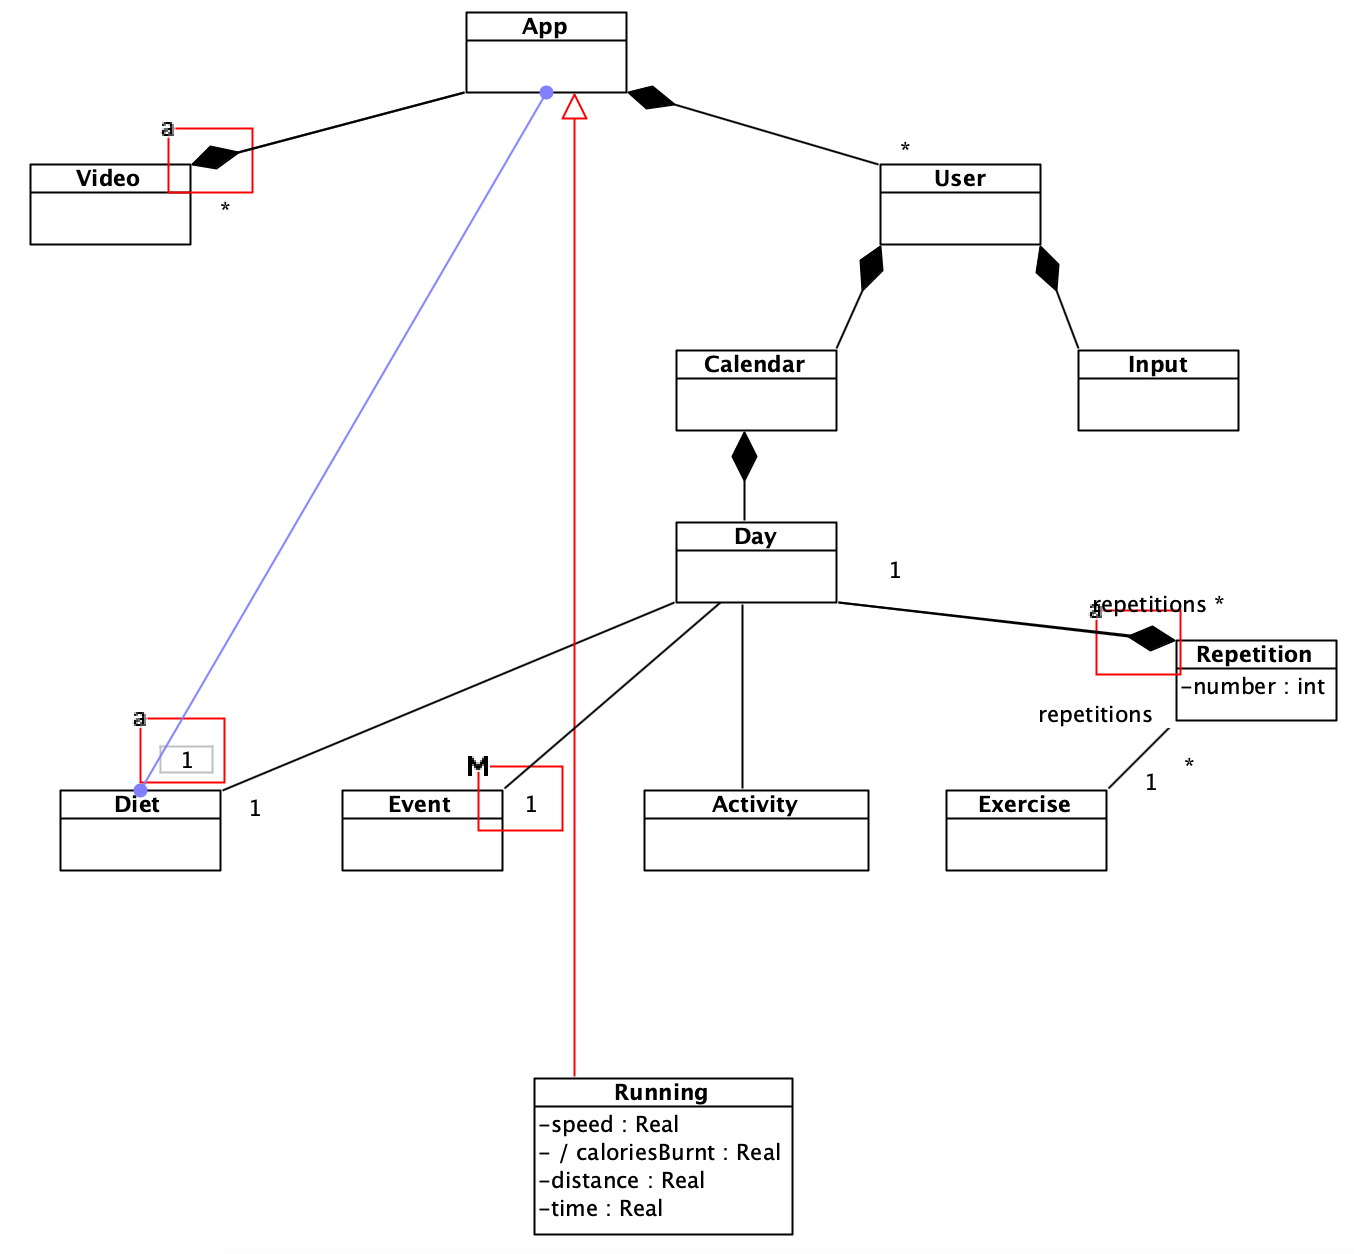 App
a
Video
*
*
User
Calendar
Input
Day
1
repetitions *
a
Repetition
-number : int
repetitions
*
1
a
1
Diet
1
M
Event
1
Activity
Exercise
Running
-speed : Real
- / caloriesBurnt : Real
-distance : Real
-time : Real